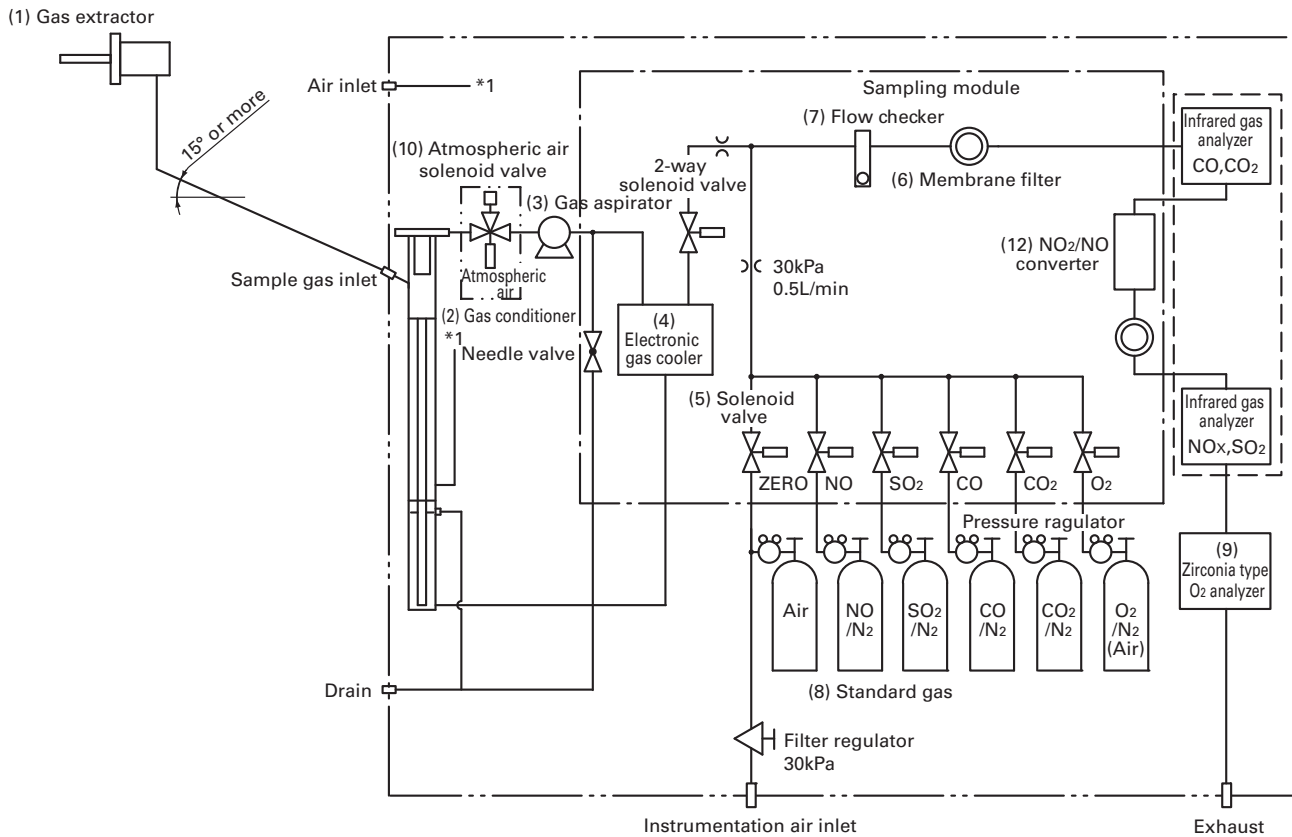 (1) Gas extractor
15° or more
Air inlet
*1
Sampling module
(7) Flow checker
(10) Atmospheric air
solenoid valve
(3) Gas aspirator
2-way
solenoid valve
(6) Membrane filter
Infrared gas
analyzer
CO,CO₂
(12) NO₂/NO
converter
Sample gas inlet
Atmospheric
air
30kPa
0.5L/min
(2) Gas conditioner
*1
Needle valve
(4)
Electronic
gas cooler
(5) Solenoid
valve
Infrared gas
analyzer
NOx,SO₂
ZERO
NO
SO₂
CO
CO₂
O₂
Pressure ragulator
(9)
Zirconia type
O₂ analyzer
Air
NO
/N₂
SO₂
/N₂
CO
/N₂
CO₂
/N₂
O₂
/N₂
(Air)
Drain
(8) Standard gas
Filter regulator
30kPa
Instrumentation air inlet
Exhaust